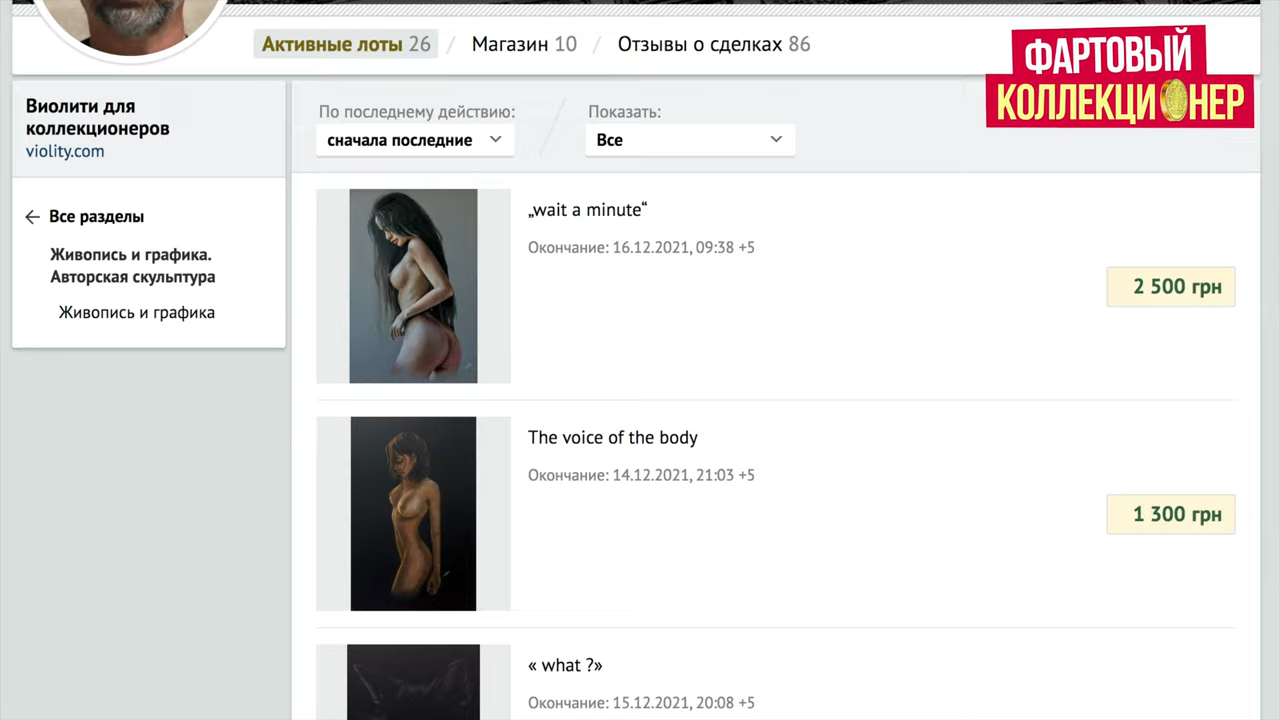 Активные лоты 26 / Магазин 10 / Отзывы о сделках 86
ФАРТОВЫЙ
КОЛЛЕКЦИОНЕР
Виолити для
коллекционеров
violity.com
← Все разделы
Живопись и графика.
Авторская скульптура
Живопись и графика
По последнему действию:
сначала последние
Показать:
Все
„wait a minute“
Окончание: 16.12.2021, 09:38 +5
2 500 грн
The voice of the body
Окончание: 14.12.2021, 21:03 +5
1 300 грн
« what ?»
Окончание: 15.12.2021, 20:08 +5